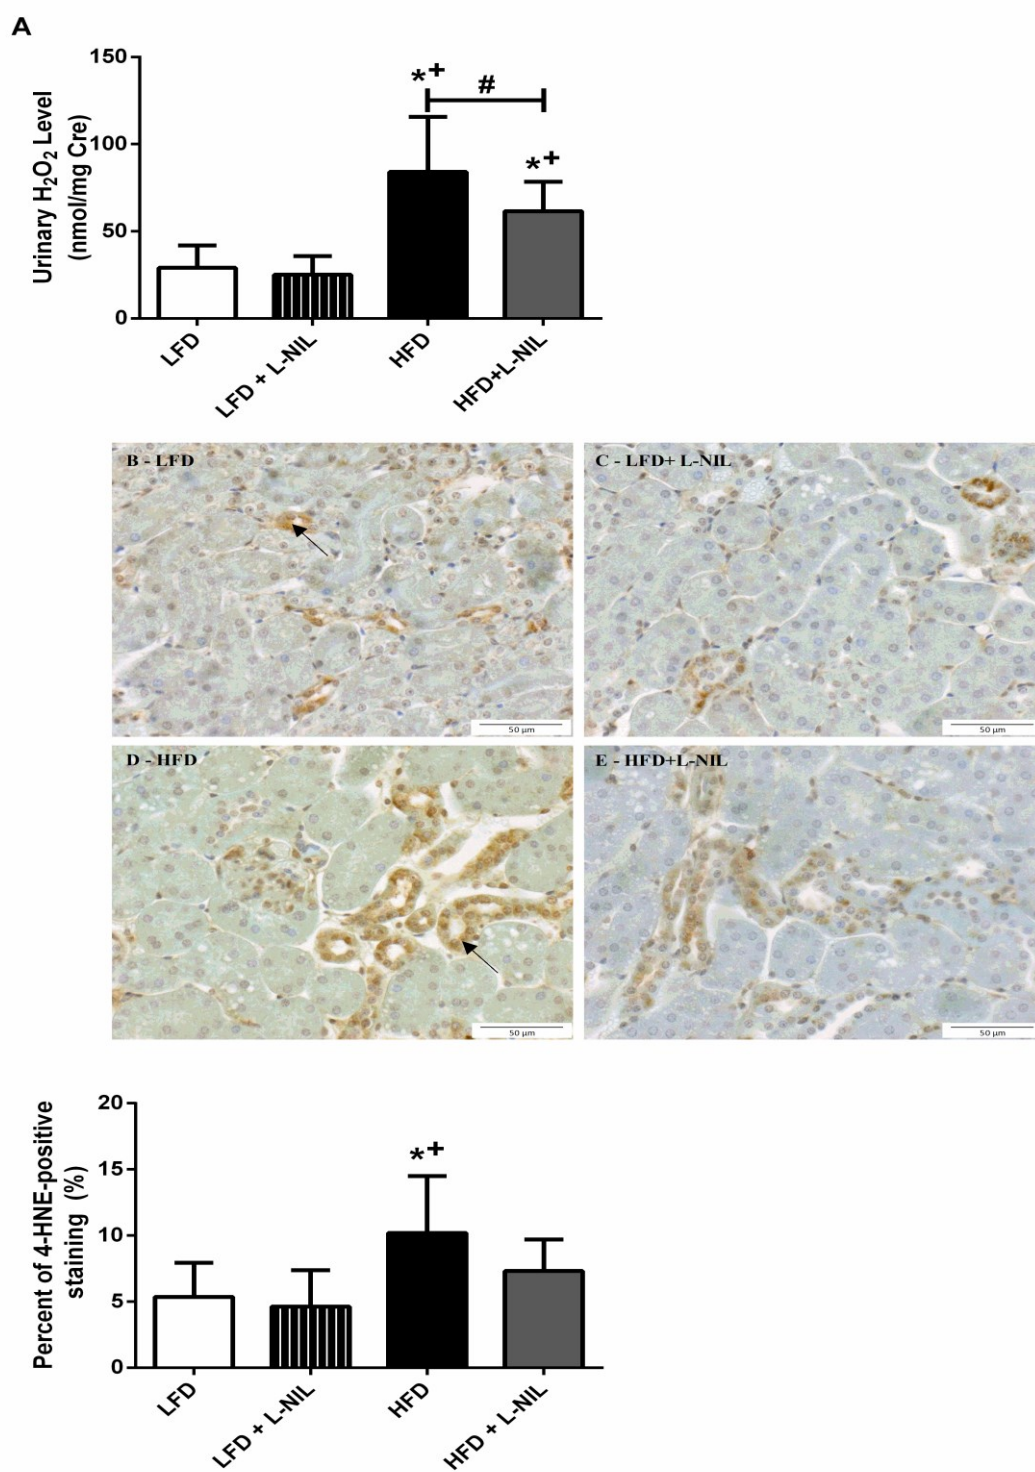 A
Urinary H₂O₂ Level
(nmol/mg Cre)
150
100
50
0
*+
#
*+
LFD
LFD + L-NIL
HFD
HFD+L-NIL
B - LFD
50 µm
C - LFD+ L-NIL
50 µm
D - HFD
50 µm
E - HFD+L-NIL
50 µm
Percent of 4-HNE-positive
staining (%)
20
15
10
5
0
*+
LFD
LFD + L-NIL
HFD
HFD + L-NIL